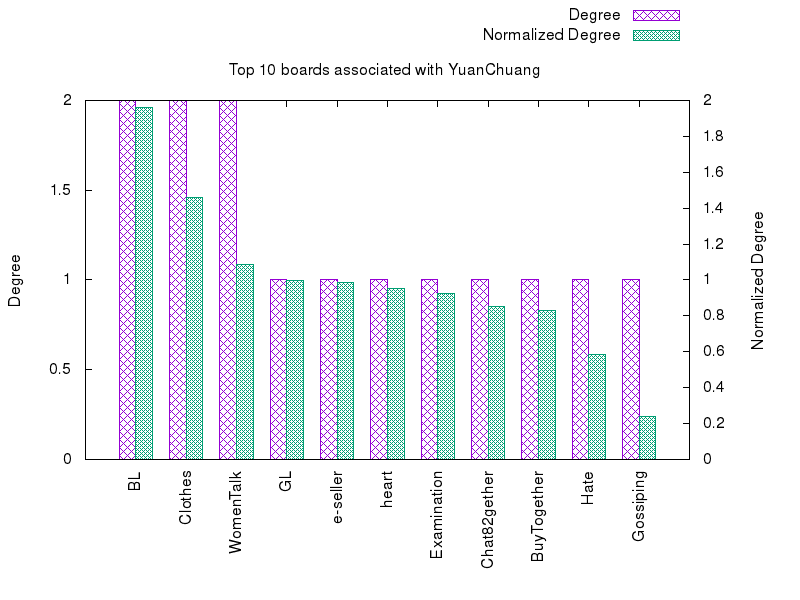 Degree
Normalized Degree
Top 10 boards associated with YuanChuang
2
1.5
1
0.5
0
2
1.8
1.6
1.4
1.2
1
0.8
0.6
0.4
0.2
0
Degree
Normalized Degree
BL
Clothes
WomenTalk
GL
e-seller
heart
Examination
Chat82gether
BuyTogether
Hate
Gossiping